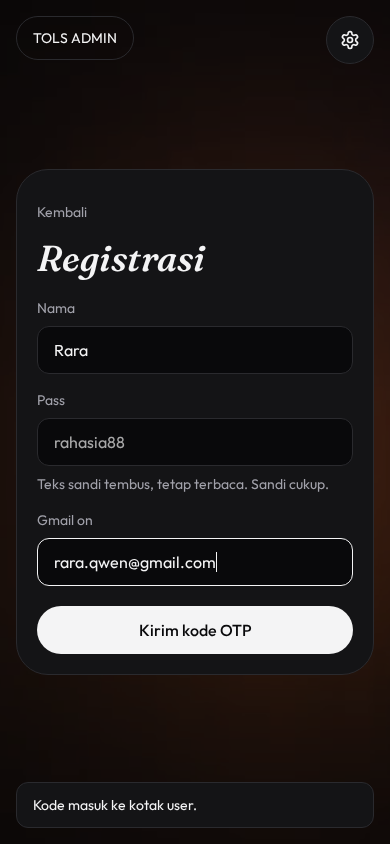 TOLS ADMIN
Kembali
Registrasi
Nama
Rara
Pass
rahasia88
Teks sandi tembus, tetap terbaca. Sandi cukup.
Gmail on
rara.qwen@gmail.com
Kirim kode OTP
Kode masuk ke kotak user.